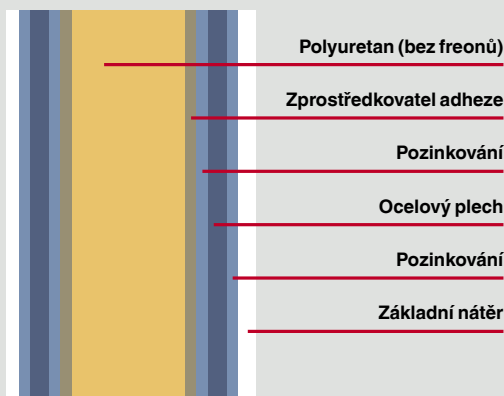 Polyuretan (bez freonů)
Zprostředkovatel adheze
Pozinkování
Ocelový plech
Pozinkování
Základní nátěr